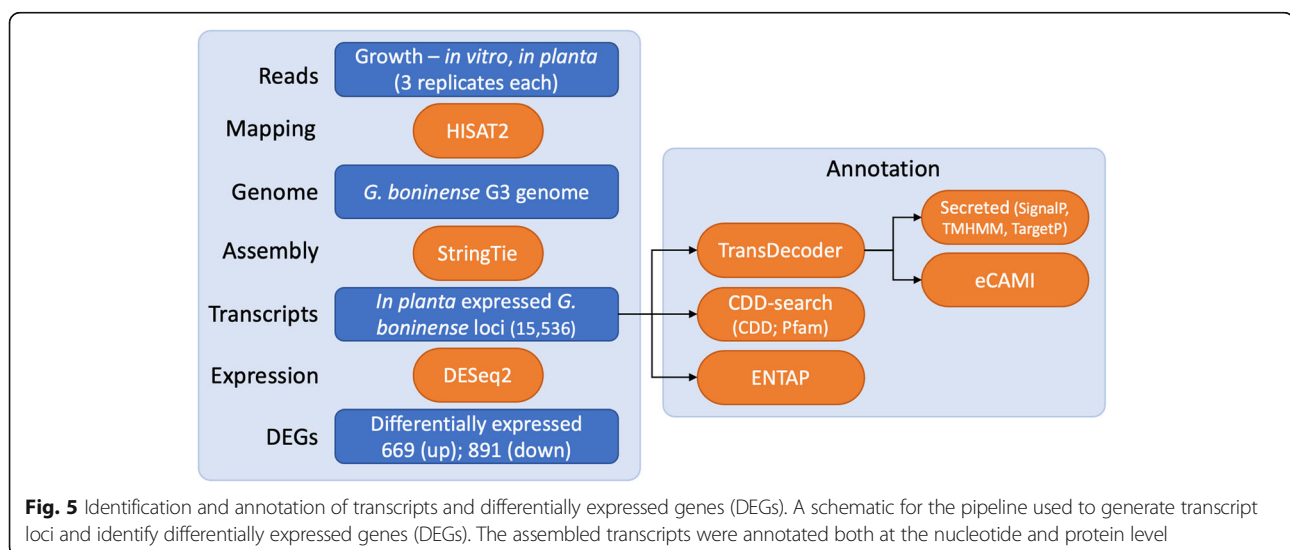 Reads
Growth – in vitro, in planta
(3 replicates each)
Mapping
HISAT2
Genome
G. boninense G3 genome
Assembly
StringTie
Transcripts
In planta expressed G.
boninense loci (15,536)
Expression
DESeq2
DEGs
Differentially expressed
669 (up); 891 (down)
Annotation
TransDecoder
Secreted (SignalP,
TMHMM, TargetP)
eCAMI
CDD-search
(CDD; Pfam)
ENTAP
Fig. 5 Identification and annotation of transcripts and differentially expressed genes (DEGs). A schematic for the pipeline used to generate transcript
loci and identify differentially expressed genes (DEGs). The assembled transcripts were annotated both at the nucleotide and protein level